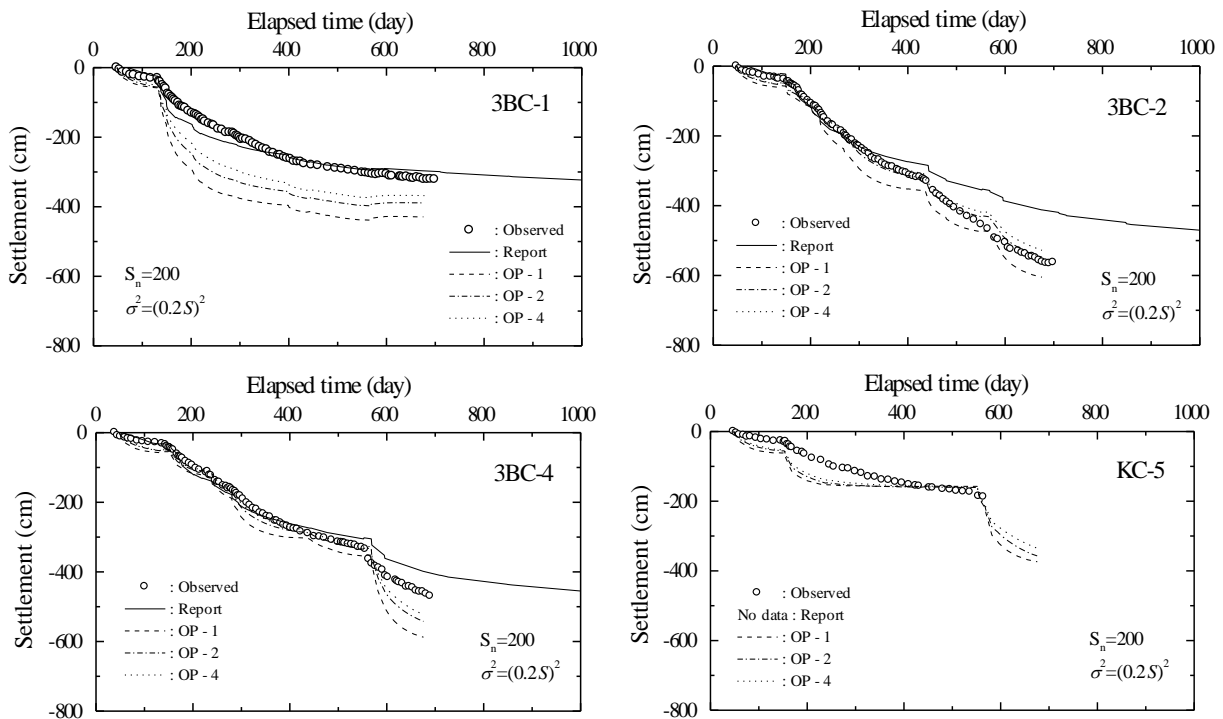 Elapsed time (day)
0 200 400 600 800 1000
0
-200
-400
-600
-800
Settlement (cm)
3BC-1
: Observed
: Report
: OP - 1
: OP - 2
: OP - 4
Sn=200
σ²=(0.2S)²
Elapsed time (day)
0 200 400 600 800 1000
0
-200
-400
-600
-800
Settlement (cm)
3BC-2
: Observed
: Report
: OP - 1
: OP - 2
: OP - 4
Sn=200
σ²=(0.2S)²
Elapsed time (day)
0 200 400 600 800 1000
0
-200
-400
-600
-800
Settlement (cm)
3BC-4
: Observed
: Report
: OP - 1
: OP - 2
: OP - 4
Sn=200
σ²=(0.2S)²
Elapsed time (day)
0 200 400 600 800 1000
0
-200
-400
-600
-800
Settlement (cm)
KC-5
: Observed
No data : Report
: OP - 1
: OP - 2
: OP - 4
Sn=200
σ²=(0.2S)²